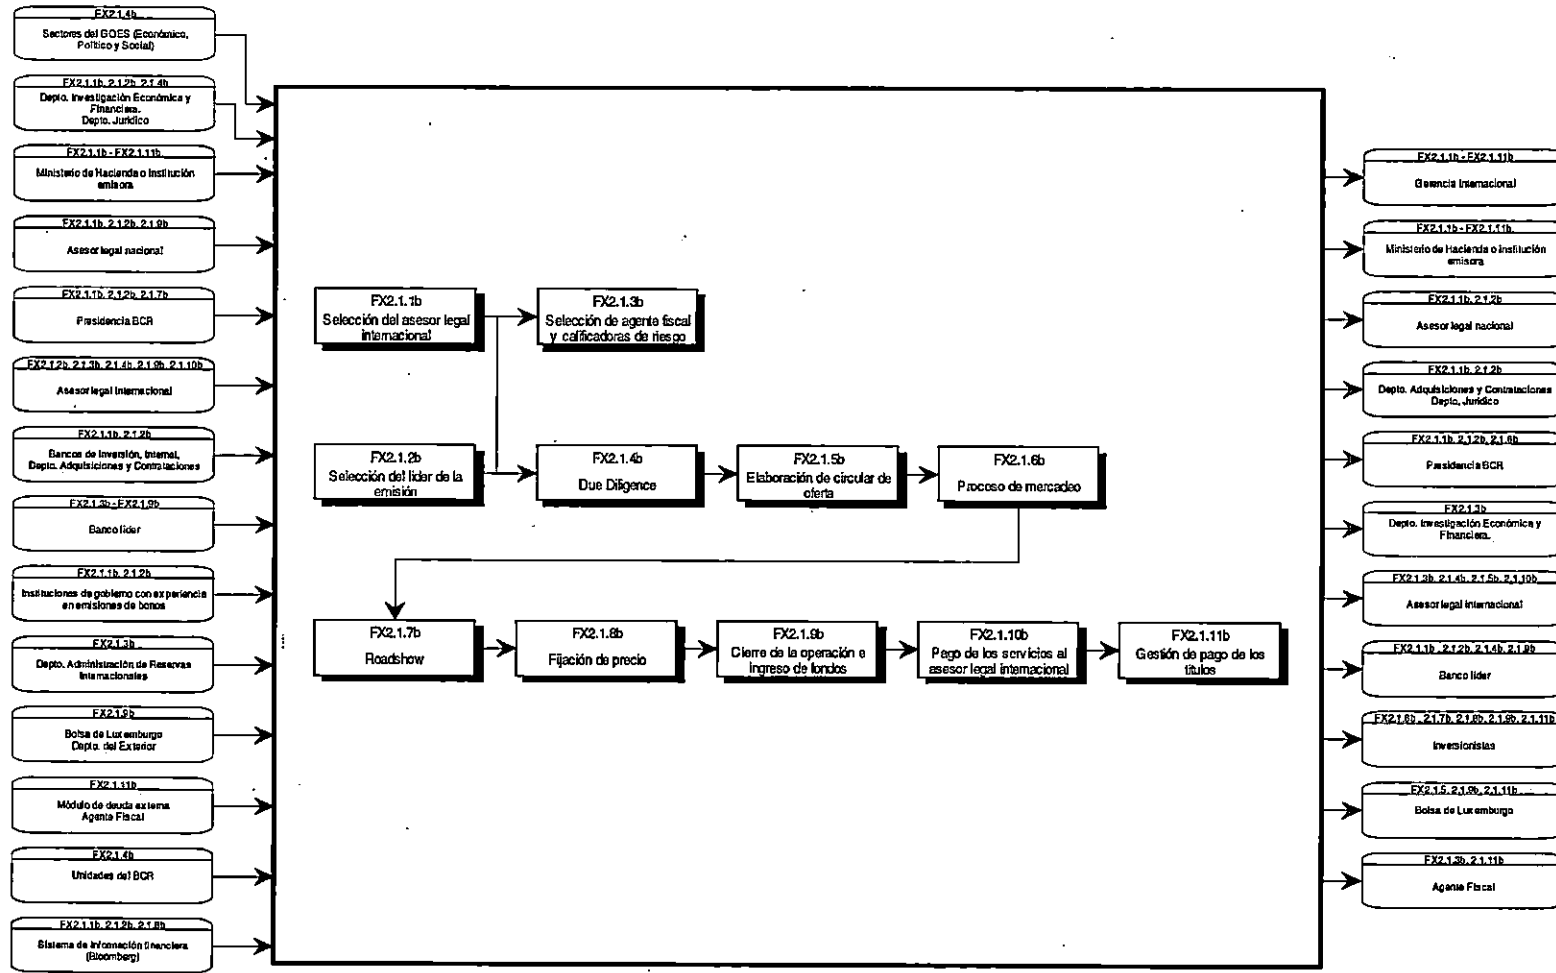 FX2.1.4b
Sectores del GOES (Económico,
Político y Social)
FX2.1.1b, 2.1.2b, 2.1.4b
Depto. Investigación Económica y
Financiera.
Depto. Jurídico
FX2.1.1b - FX2.1.11b
Ministerio de Hacienda o Institución
emisora
FX2.1.1b, 2.1.2b, 2.1.9b
Asesor legal nacional
FX2.1.1b, 2.1.2b, 2.1.7b
Presidencia BCR
FX2.1.2b, 2.1.3b, 2.1.4b, 2.1.9b, 2.1.10b
Asesor legal Internacional
FX2.1.1b, 2.1.2b
Bancos de Inversión, Internet,
Depto. Adquisiciones y Contrataciones
FX2.1.3b - FX2.1.9b
Banco líder
FX2.1.1b, 2.1.2b
Instituciones de gobierno con experiencia
en emisiones de bonos
FX2.1.3b
Depto. Administración de Reservas
Internacionales
FX2.1.9b
Bolsa de Luxemburgo
Depto. del Exterior
FX2.1.11b
Módulo de deuda externa
Agente Fiscal
FX2.1.4b
Unidades del BCR
FX2.1.1b, 2.1.2b, 2.1.8b
Sistema de información financiera
(Bloomberg)
FX2.1.1b
Selección del asesor legal
internacional
FX2.1.3b
Selección de agente fiscal
y calificadoras de riesgo
FX2.1.2b
Selección del líder de la
emisión
FX2.1.4b
Due Diligence
FX2.1.5b
Elaboración de circular de
oferta
FX2.1.6b
Proceso de mercadeo
FX2.1.7b
Roadshow
FX2.1.8b
Fijación de precio
FX2.1.9b
Cierre de la operación e
ingreso de fondos
FX2.1.10b
Pago de los servicios al
asesor legal internacional
FX2.1.11b
Gestión de pago de los
títulos
FX2.1.1b - FX2.1.11b
Gerencia Internacional
FX2.1.1b - FX2.1.11b
Ministerio de Hacienda o institución
emisora
FX2.1.1b, 2.1.2b
Asesor legal nacional
FX2.1.1b, 2.1.2b
Depto. Adquisiciones y Contrataciones
Depto. Jurídico
FX2.1.1b, 2.1.2b, 2.1.6b
Presidencia BCR
FX2.1.3b
Depto. Investigación Económica y
Financiera.
FX2.1.3b, 2.1.4b, 2.1.5b, 2.1.10b
Asesor legal Internacional
FX2.1.1b, 2.1.2b, 2.1.4b, 2.1.9b
Banco líder
FX2.1.6b, 2.1.7b, 2.1.8b, 2.1.9b, 2.1.11b
Inversionistas
FX2.1.5, 2.1.9b, 2.1.11b
Bolsa de Luxemburgo
FX2.1.3b, 2.1.11b
Agente Fiscal